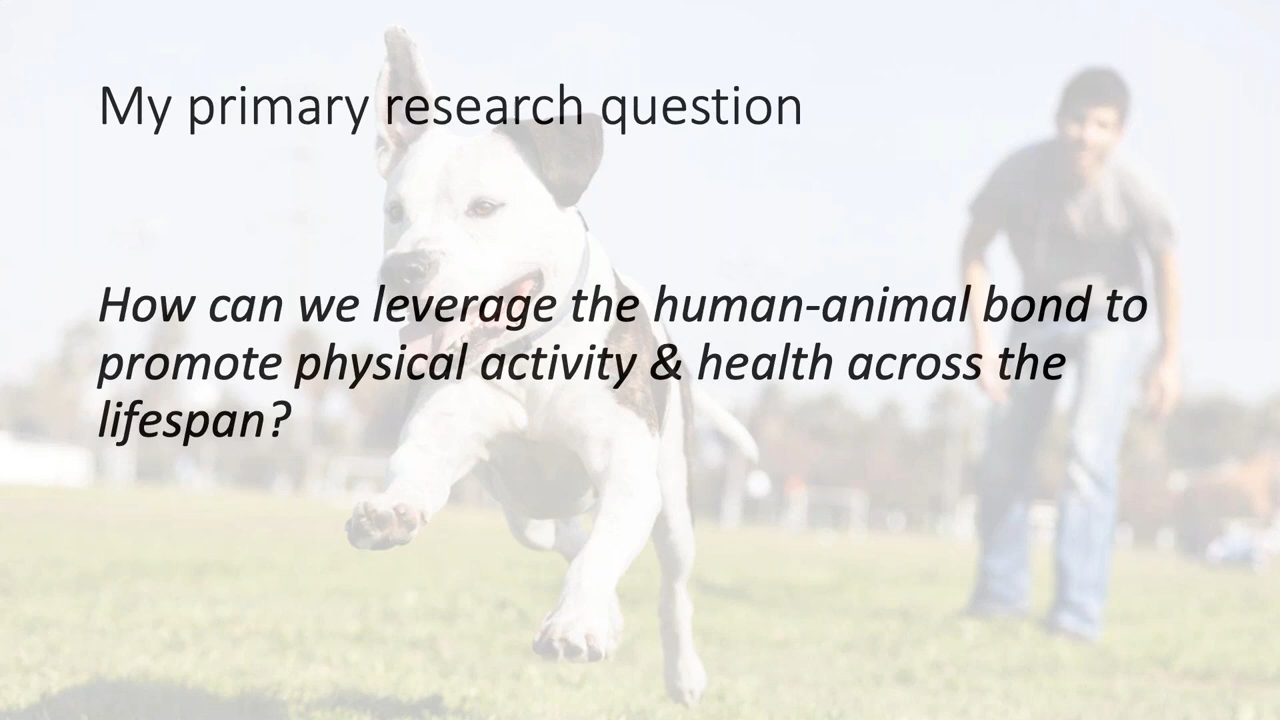 My primary research question
How can we leverage the human-animal bond to
promote physical activity & health across the
lifespan?